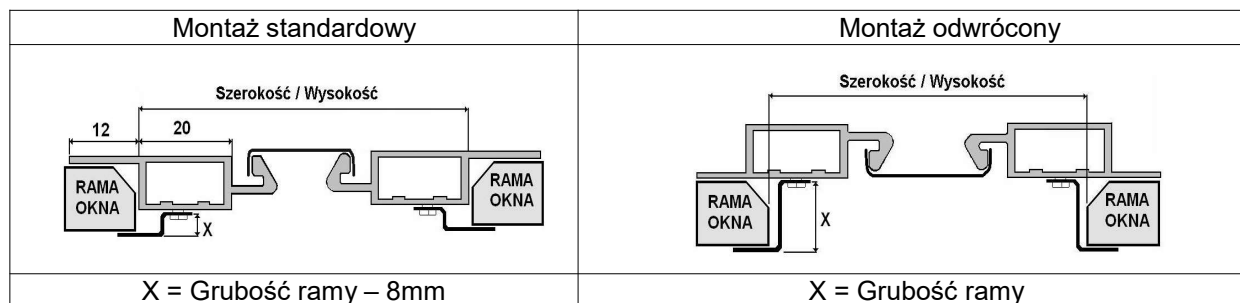 Montaż standardowy
Montaż odwrócony
Szerokość / Wysokość
12
20
RAMA
OKNA
RAMA
OKNA
X
Szerokość / Wysokość
RAMA
OKNA
RAMA
OKNA
X
X = Grubość ramy – 8mm
X = Grubość ramy